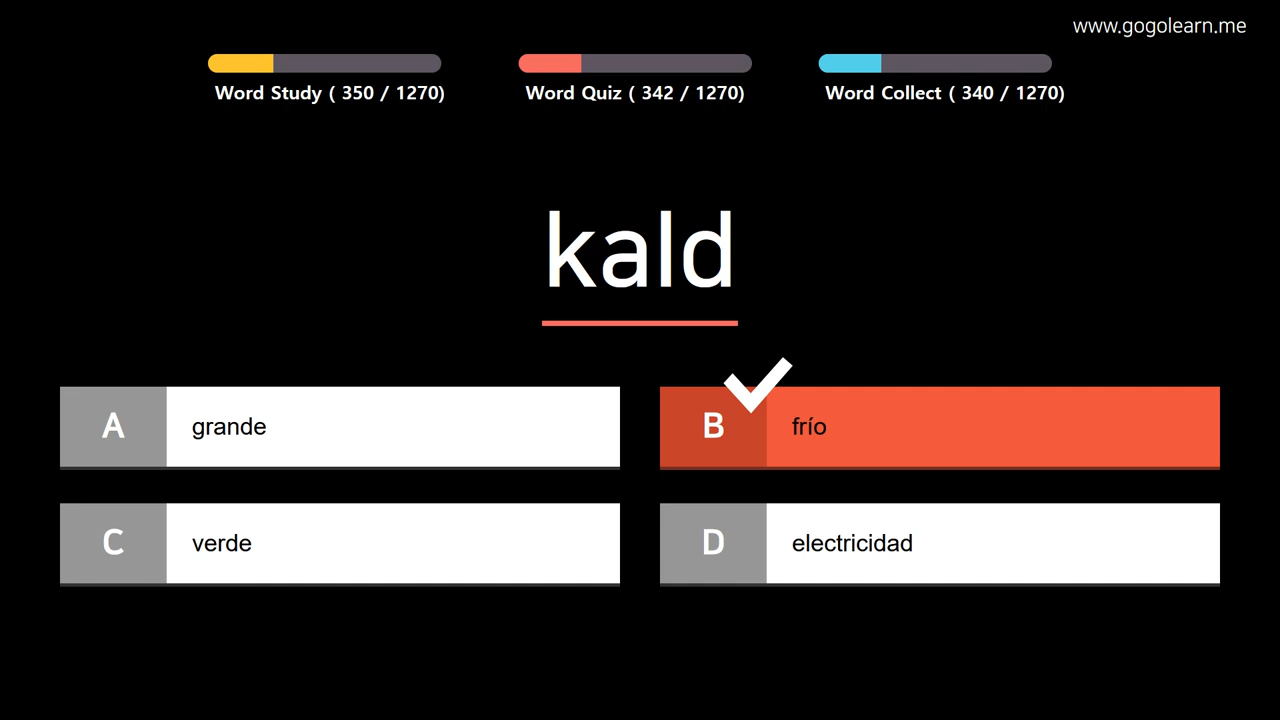 www.gogolearn.me
Word Study ( 350 / 1270)
Word Quiz ( 342 / 1270)
Word Collect ( 340 / 1270)
kald
A grande
B frío
C verde
D electricidad